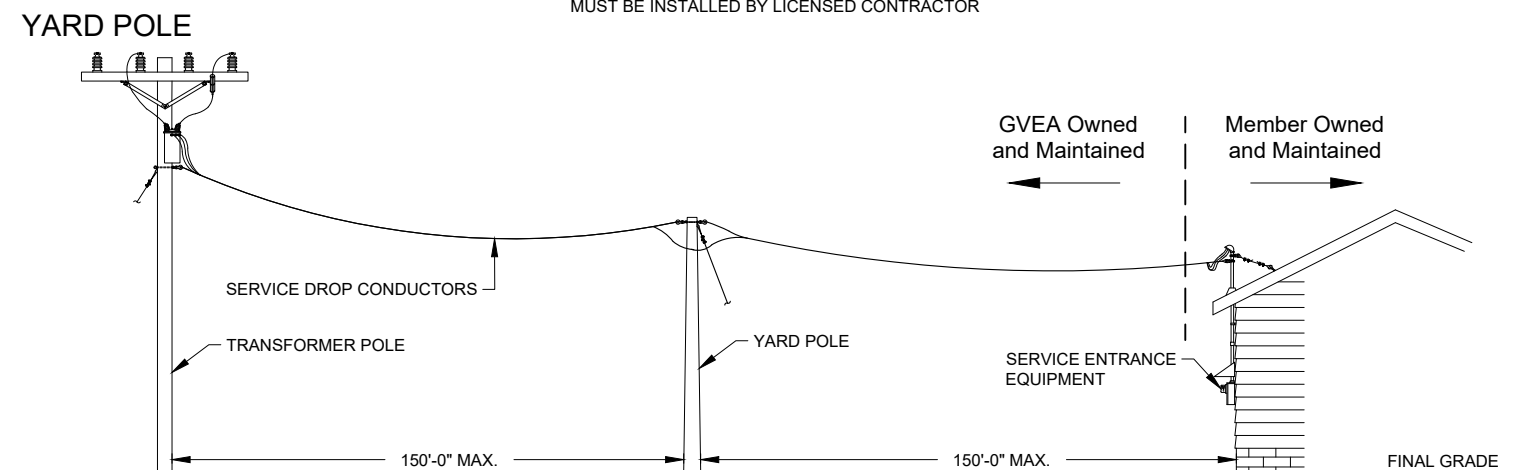 MUST BE INSTALLED BY LICENSED CONTRACTOR
YARD POLE
GVEA Owned
and Maintained
Member Owned
and Maintained
SERVICE DROP CONDUCTORS
TRANSFORMER POLE
YARD POLE
SERVICE ENTRANCE
EQUIPMENT
150'-0" MAX.
150'-0" MAX.
FINAL GRADE